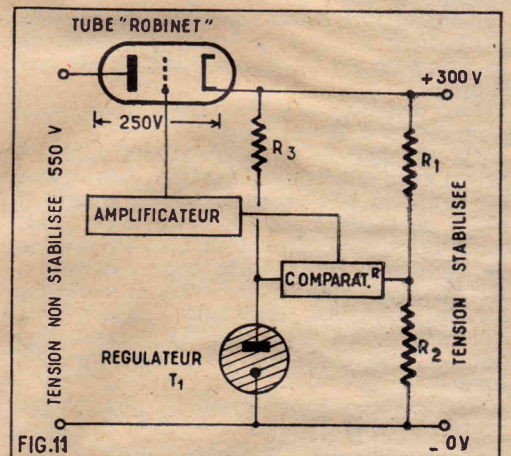 TUBE "ROBINET"
+300 V
250V
R3
R1
AMPLIFICATEUR
COMPARAT.R
REGULATEUR
T1
R2
TENSION NON STABILISEE 550 V
TENSION STABILISÉE
FIG.11
_ 0V